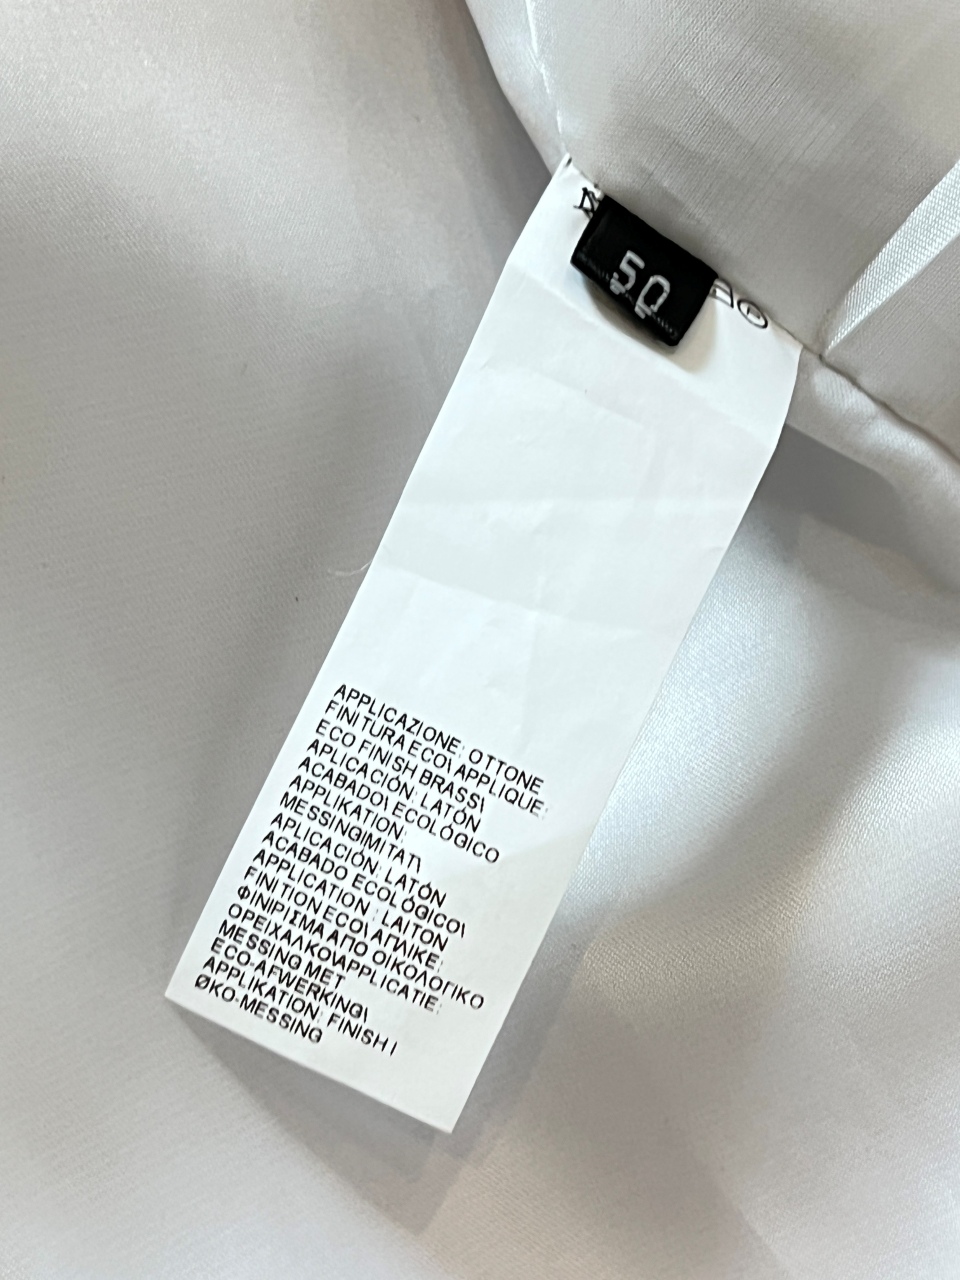 50
P
APPLICAZIONE: OTTONE
FINITURA ECO\APPLIQUE:
ECO FINISH BRASS\
APLICACIÓN: LATÓN
ACABADO\ ECOLÓGICO
APPLIKATION:
MESSINGIMITAT\
APLICACIÓN: LATÓN
ACABADO ECOLÓGICO\
APPLICATION : LAITON
FINITION ECO\ ΑΠΛΙΚΕ:
ΦΙΝΙΡΙΣΜΑ ΑΠΟ ΟΙΚΟΛΟΓΙΚΟ
ΟΡΕΙΧΑΛΚΟ\APPLICATIE:
MESSING MET
ECO-AFWERKING\
APPLIKATION: FINISH I
ØKO-MESSING